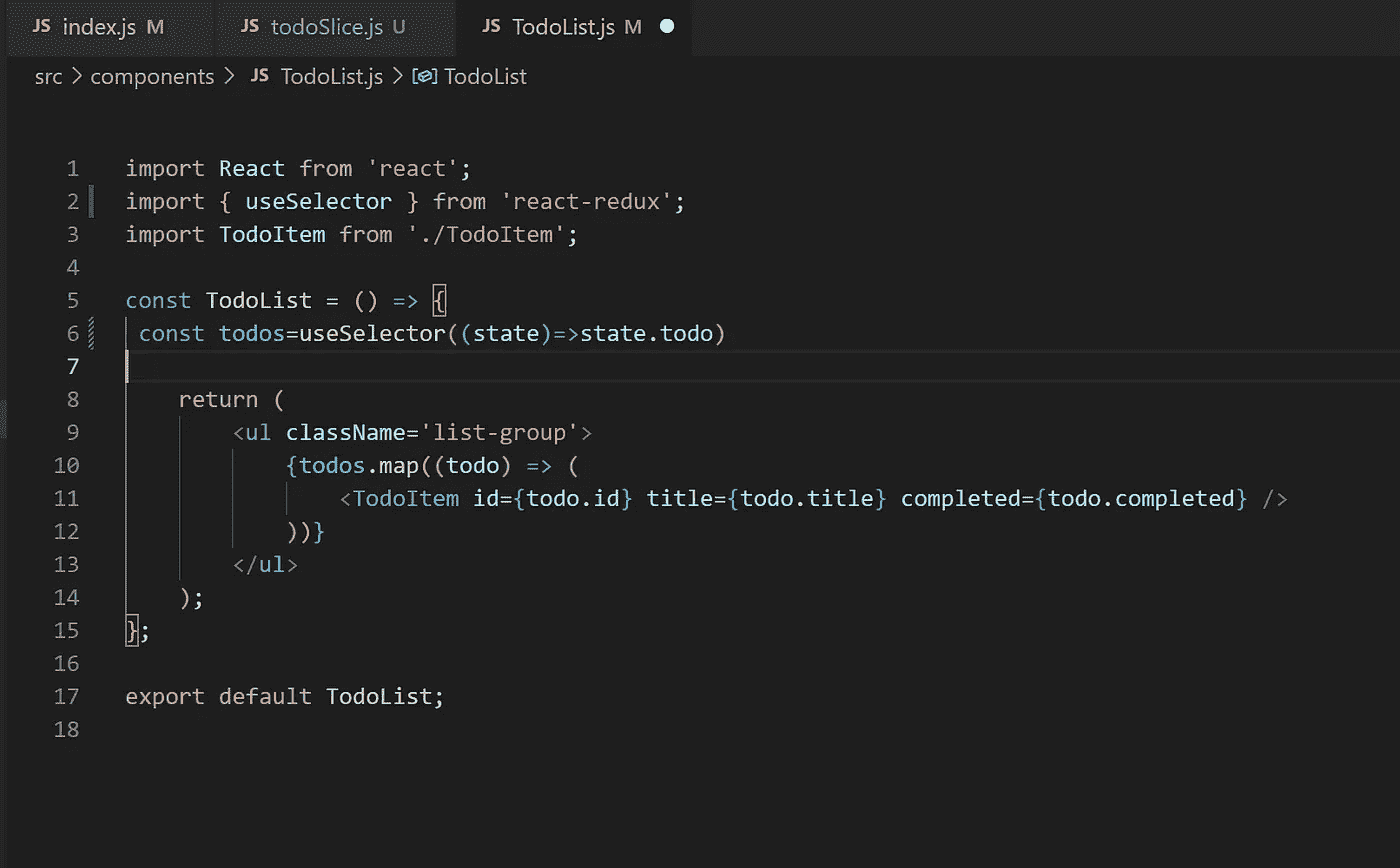 JS index.js M JS todoSlice.js U JS TodoList.js M
src > components > JS TodoList.js > TodoList
1 import React from 'react';
2 import { useSelector } from 'react-redux';
3 import TodoItem from './TodoItem';
4
5 const TodoList = () => {
6 const todos=useSelector((state)=>state.todo)
7
8 return (
9 <ul className='list-group'>
10 {todos.map((todo) => (
11 <TodoItem id={todo.id} title={todo.title} completed={todo.completed} />
12 ))}
13 </ul>
14 );
15 };
16
17 export default TodoList;
18